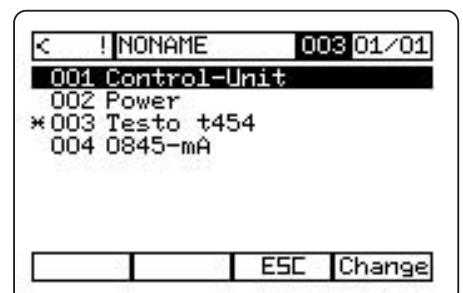 < ! NONAME 003 01/01
001 Control-Unit
002 Power
*003 Testo t454
004 0845-mA
ESC Change